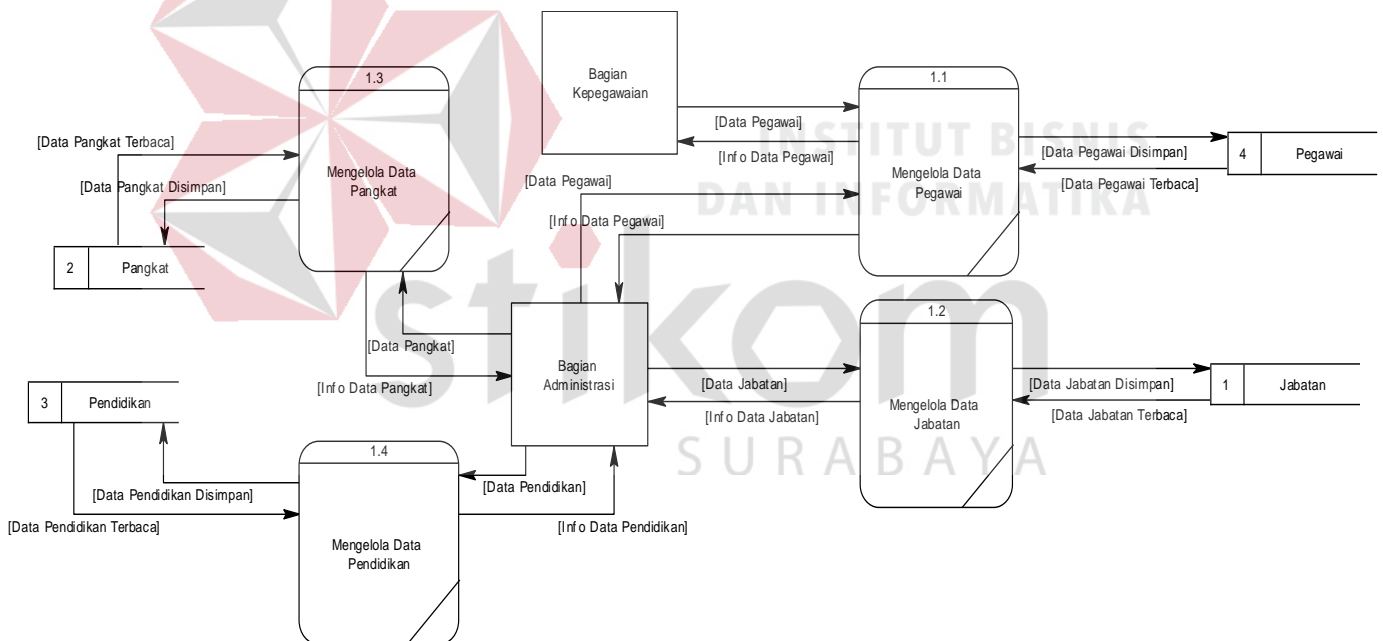 1.3
Mengelola Data
Pangkat
Bagian
Kepegawaian
1.1
Mengelola Data
Pegawai
[Data Pegawai]
[Info Data Pegawai]
[Data Pegawai Disimpan]
[Data Pegawai Terbaca]
4 Pegawai
[Data Pangkat Terbaca]
[Data Pangkat Disimpan]
2 Pangkat
[Data Pegawai]
[Info Data Pegawai]
INSTITUT BISNIS
DAN INFORMATIKA
stikom
SURABAYA
[Data Pangkat]
[Info Data Pangkat]
Bagian
Administrasi
1.2
Mengelola Data
Jabatan
[Data Jabatan]
[Info Data Jabatan]
[Data Jabatan Disimpan]
[Data Jabatan Terbaca]
1 Jabatan
3 Pendidikan
1.4
Mengelola Data
Pendidikan
[Data Pendidikan Disimpan]
[Data Pendidikan Terbaca]
[Data Pendidikan]
[Info Data Pendidikan]